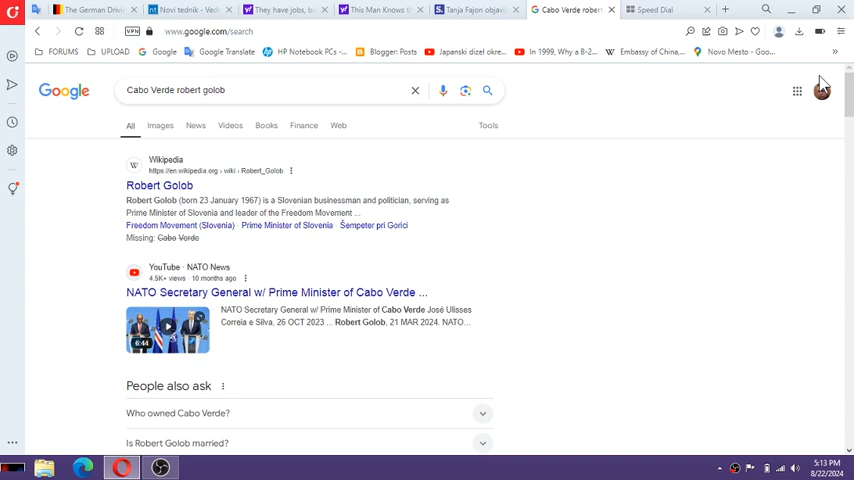 The German Drivi
Novi tednik - Vedn
They have jobs, bu
This Man Knows th
Tanja Fajon objavil
Cabo Verde robert
Speed Dial
VPN
www.google.com/search
FORUMS
UPLOAD
Google
Google Translate
HP Notebook PCs -...
Blogger: Posts
Japanski dizel okre...
In 1999, Why a B-2...
Embassy of China,...
Novo Mesto - Goo...
Google
Cabo Verde robert golob
All
Images
News
Videos
Books
Finance
Web
Tools
W
Wikipedia
https://en.wikipedia.org › wiki › Robert_Golob
Robert Golob
Robert Golob (born 23 January 1967) is a Slovenian businessman and politician, serving as
Prime Minister of Slovenia and leader of the Freedom Movement ...
Freedom Movement (Slovenia) · Prime Minister of Slovenia · Šempeter pri Gorici
Missing: Cabo Verde
YouTube · NATO News
4.5K+ views · 10 months ago
NATO Secretary General w/ Prime Minister of Cabo Verde ...
NATO Secretary General w/ Prime Minister of Cabo Verde José Ulisses
Correia e Silva, 26 OCT 2023 ... Robert Golob, 21 MAR 2024. NATO...
6:44
People also ask
Who owned Cabo Verde?
Is Robert Golob married?
5:13 PM
8/22/2024